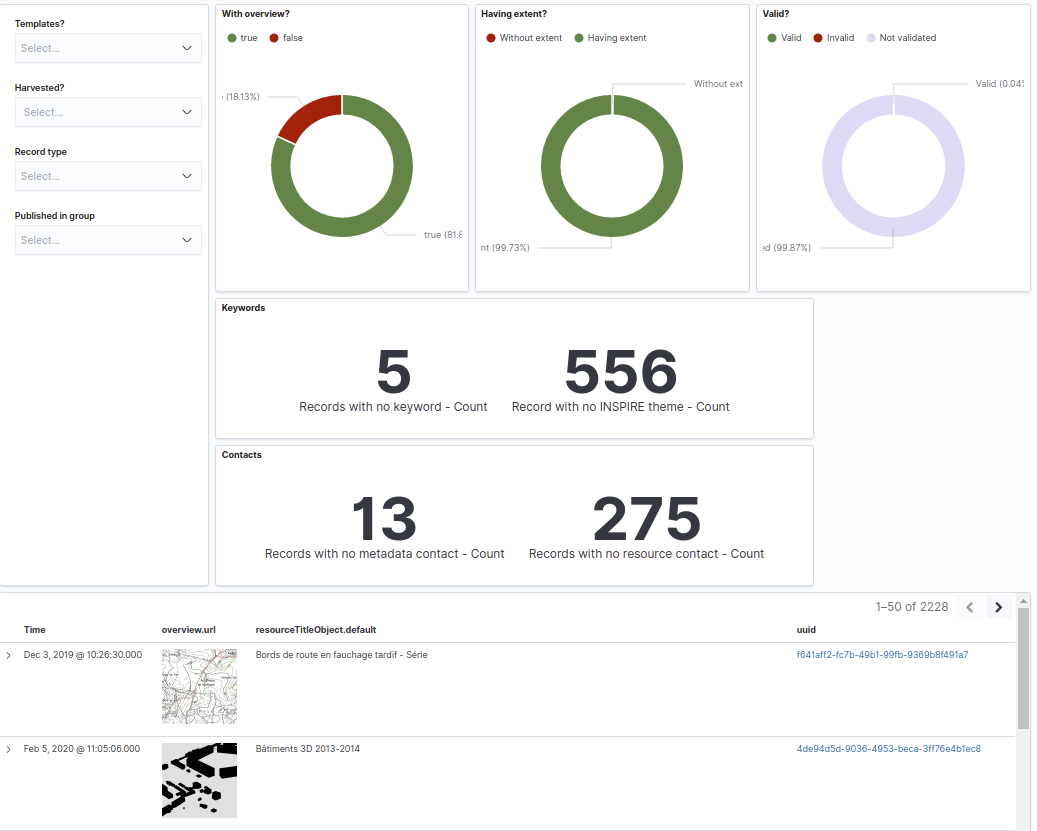 Templates?
Select...
Harvested?
Select...
Record type
Select...
Published in group
Select...
With overview?
true false
(18.13%)
true (81.8
Having extent?
Without extent Having extent
Without ext
nt (99.73%)
Valid?
Valid Invalid Not validated
Valid (0.04%
ed (99.87%)
Keywords
5 556
Records with no keyword - Count Record with no INSPIRE theme - Count
Contacts
13 275
Records with no metadata contact - Count Records with no resource contact - Count
1–50 of 2228
Time overview.url resourceTitleObject.default uuid
Dec 3, 2019 @ 10:26:30.000 Bords de route en fauchage tardif - Série f641aff2-fc7b-49b1-99fb-9369b8f491a7
Feb 5, 2020 @ 11:05:06.000 Bâtiments 3D 2013-2014 4de94d5d-9036-4953-beca-3ff76e4b1ec8